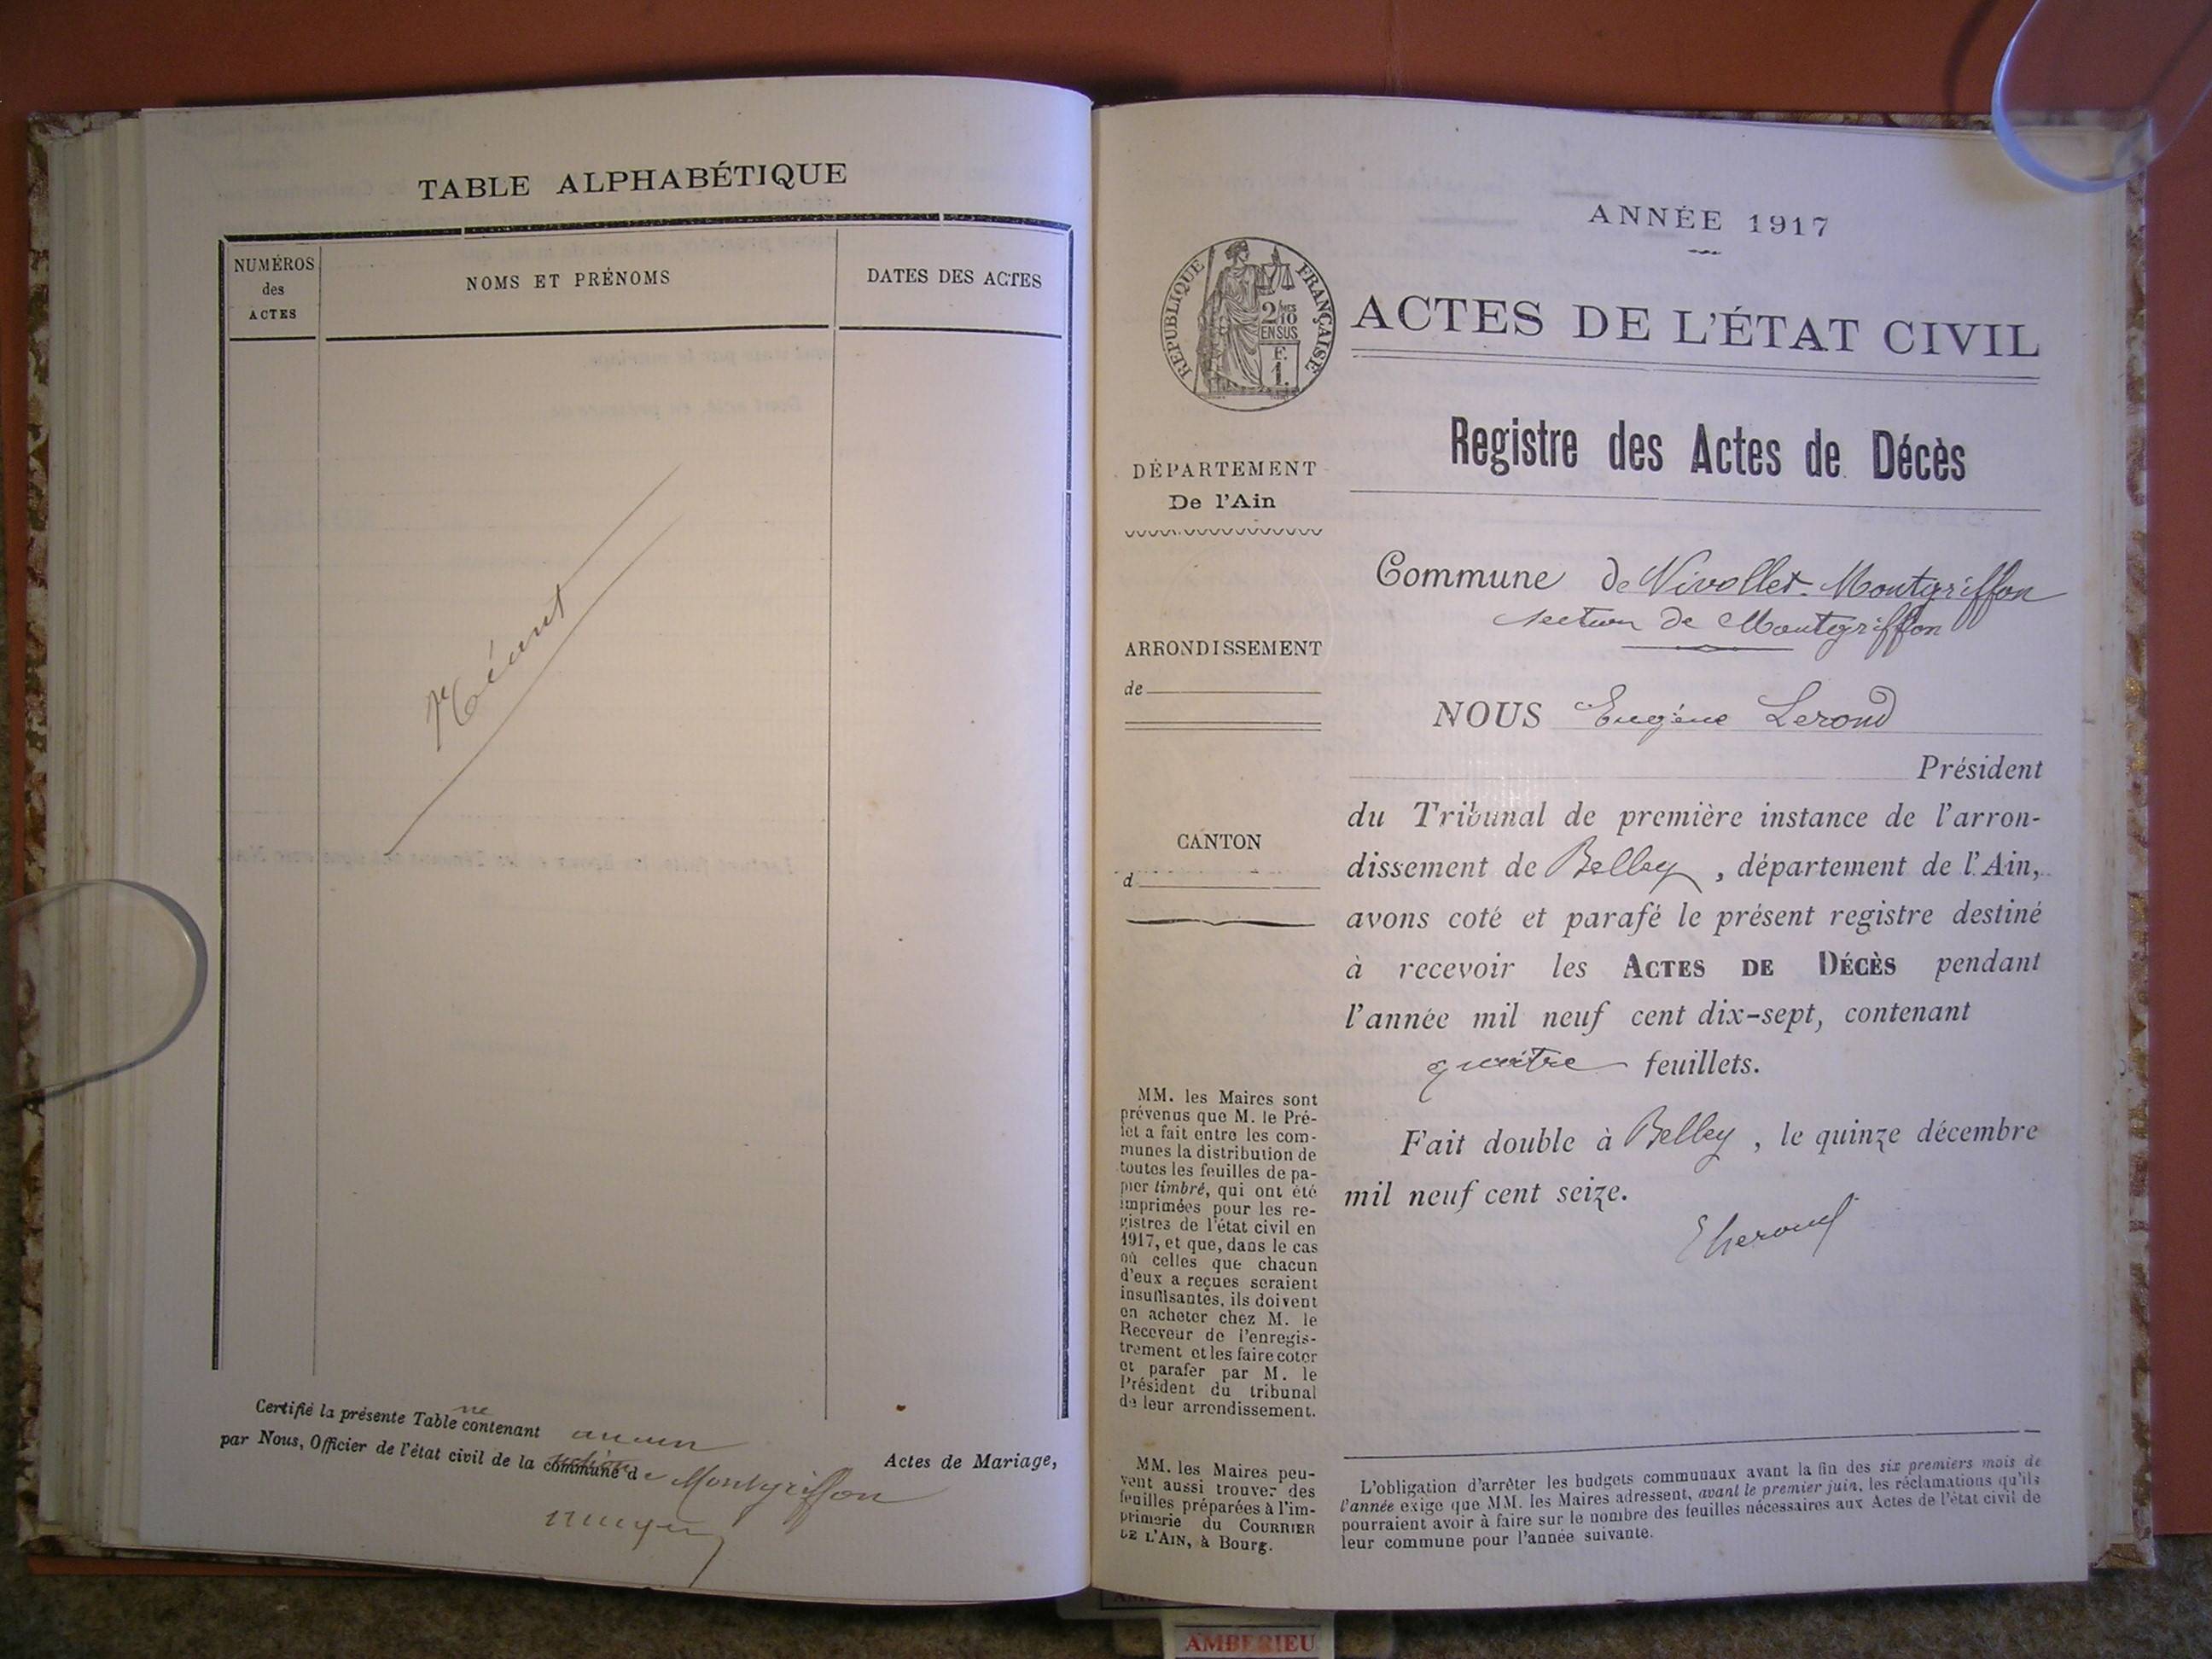 TABLE ALPHABÉTIQUE
NUMÉROS
des
ACTES
NOMS ET PRÉNOMS
DATES DES ACTES
Néant
Certifié la présente Table ne contenant aucun Actes de Mariage,
par Nous, Officier de l'état civil de la commune section de Montgriffon
ANNÉE 1917
RÉPUBLIQUE FRANÇAISE
2/10
EN SUS
F.
1.
ACTES DE L'ÉTAT CIVIL
Registre des Actes de Décès
DÉPARTEMENT
De l'Ain
ARRONDISSEMENT
de
CANTON
d
Commune de Nivollet-Montgriffon
section de Montgriffon
NOUS Eugène Lerond
Président
du Tribunal de première instance de l'arron-
dissement de Belley, département de l'Ain,
avons coté et parafé le présent registre destiné
à recevoir les ACTES DE DÉCÈS pendant
l'année mil neuf cent dix-sept, contenant
quatre feuillets.
Fait double à Belley, le quinze décembre
mil neuf cent seize.
ELerond
MM. les Maires sont
prévenus que M. le Pré-
fet a fait entre les com-
munes la distribution de
toutes les feuilles de pa-
pier timbré, qui ont été
imprimées pour les re-
gistres de l'état civil en
1917, et que, dans le cas
où celles que chacun
d'eux a reçues seraient
insuffisantes, ils doivent
en acheter chez M. le
Receveur de l'enregis-
trement et les faire coter
et parafer par M. le
Président du tribunal
de leur arrondissement.
MM. les Maires peu-
vent aussi trouver des
feuilles préparées à l'im-
primerie du COURRIER
DE L'AIN, à Bourg.
L'obligation d'arrêter les budgets communaux avant la fin des six premiers mois de
l'année exige que MM. les Maires adressent, avant le premier juin, les réclamations qu'ils
pourraient avoir à faire sur le nombre des feuilles nécessaires aux Actes de l'état civil de
leur commune pour l'année suivante.
AMBERIEU